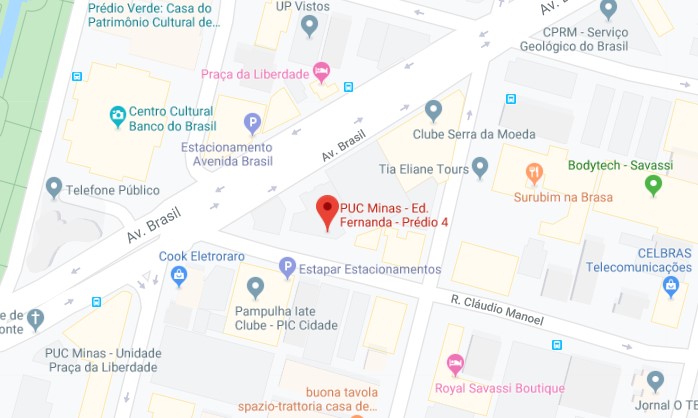 Prédio Verde: Casa do
Patrimônio Cultural de...
UP Vistos
Av. B
CPRM - Serviço
Geológico do Brasil
Praça da Liberdade
Centro Cultural
Banco do Brasil
Estacionamento
Avenida Brasil
Av. Brasil
Clube Serra da Moeda
Tia Eliane Tours
Bodytech - Savassi
Surubim na Brasa
Telefone Público
PUC Minas - Ed.
Fernanda - Prédio 4
Av. Brasil
Cook Eletroraro
Estapar Estacionamentos
CELBRAS
Telecomunicações
Pampulha Iate
Clube - PIC Cidade
R. Cláudio Manoel
e de
onte
PUC Minas - Unidade
Praça da Liberdade
Royal Savassi Boutique
buona tavola
spazio-trattoria casa de...
Jornal O TE